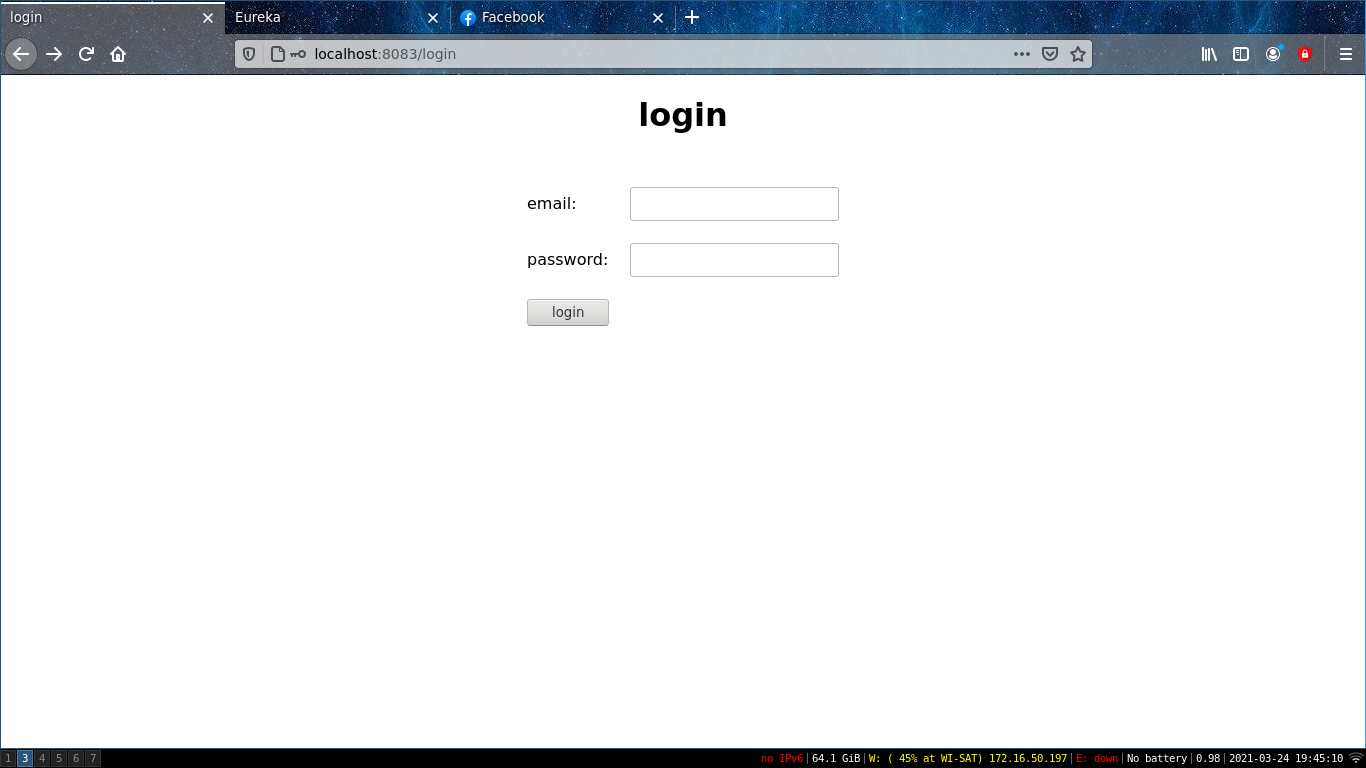 login
Eureka
Facebook
localhost:8083/login
login
email:
password:
login
1 3 4 5 6 7
no IPv6|64.1 GiB|W: ( 45% at WI-SAT) 172.16.50.197|E: down|No battery|0.98|2021-03-24 19:45:10